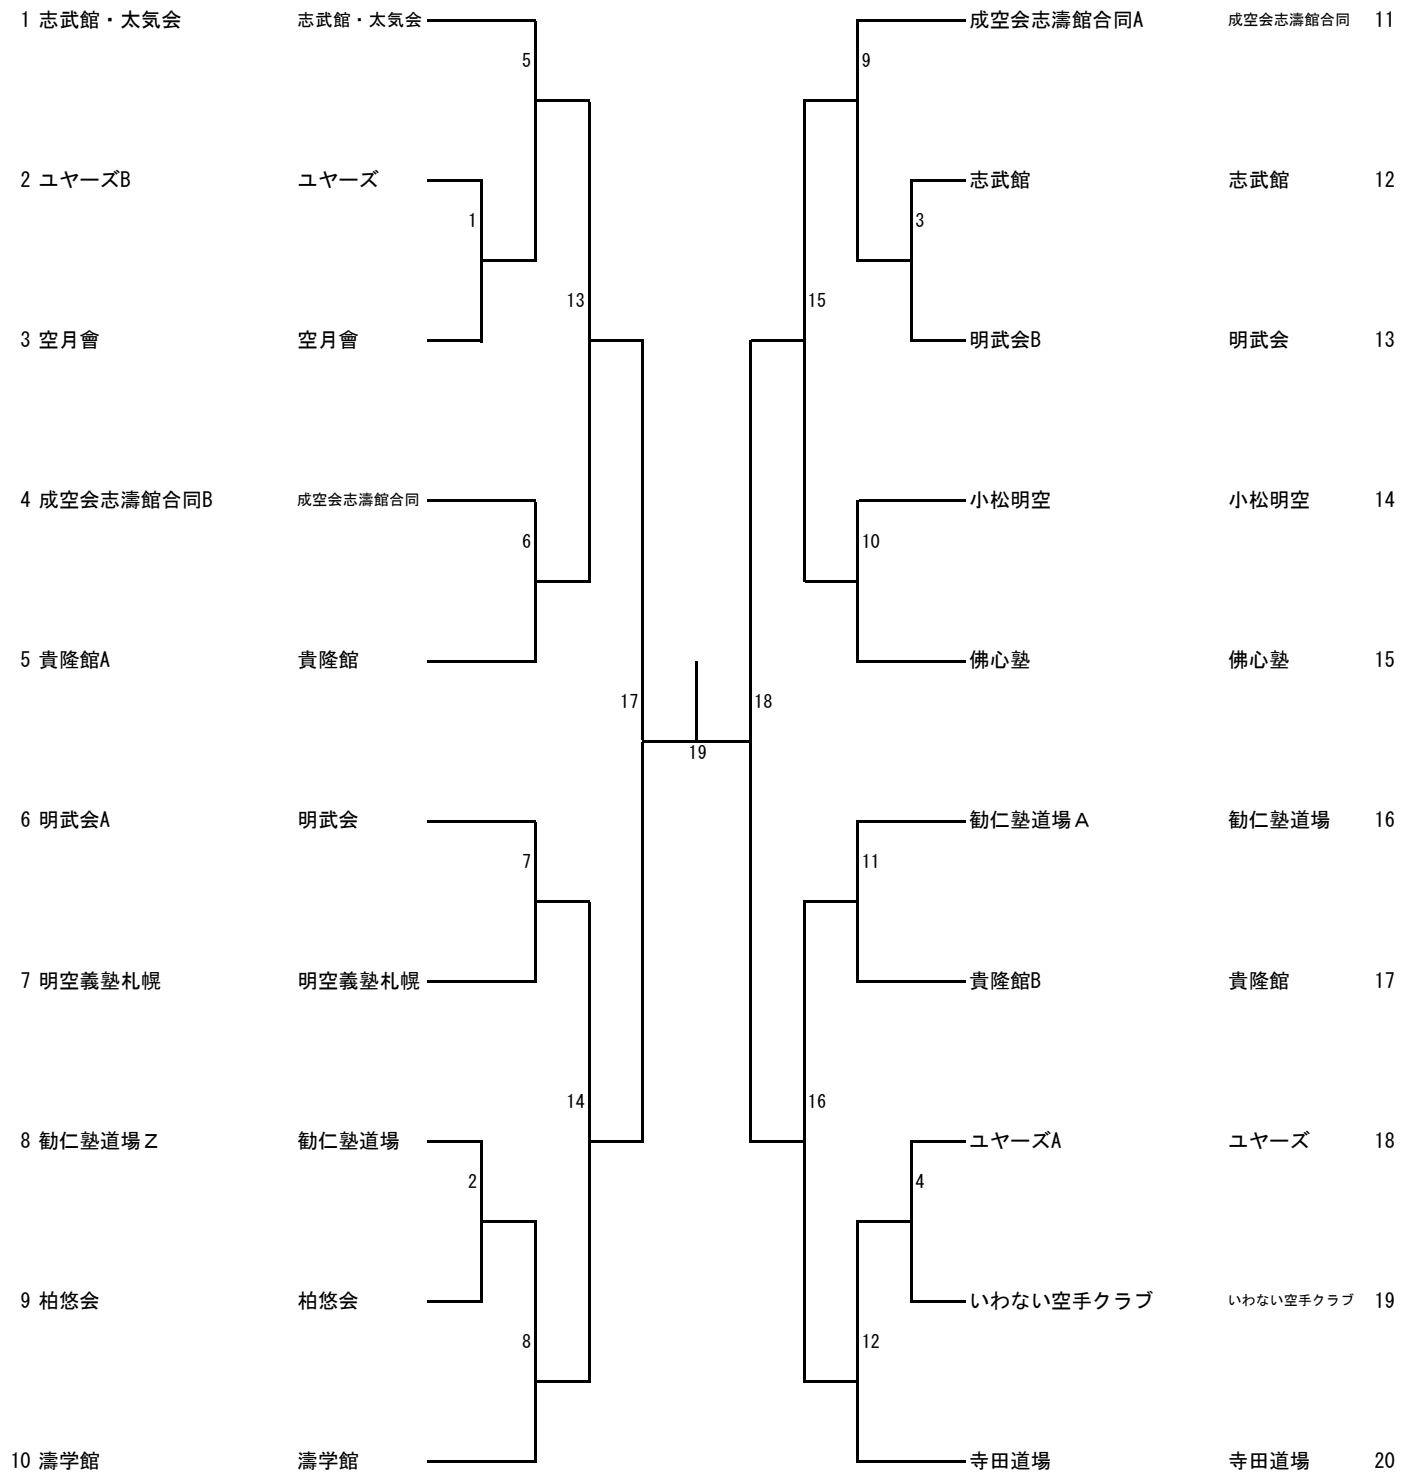 1 志武館・太気会 志武館・太気会 成空会志濤館合同A 成空会志濤館合同 11
5 9
2 ユヤーズB ユヤーズ 志武館 志武館 12
1 3
13 15
3 空月會 空月會 明武会B 明武会 13
4 成空会志濤館合同B 成空会志濤館合同 小松明空 小松明空 14
6 10
5 貴隆館A 貴隆館 佛心塾 佛心塾 15
17 18
19
6 明武会A 明武会 勧仁塾道場Ａ 勧仁塾道場 16
7 11
7 明空義塾札幌 明空義塾札幌 貴隆館B 貴隆館 17
14 16
8 勧仁塾道場Ｚ 勧仁塾道場 ユヤーズA ユヤーズ 18
2 4
9 柏悠会 柏悠会 いわない空手クラブ いわない空手クラブ 19
8 12
10 濤学館 濤学館 寺田道場 寺田道場 20